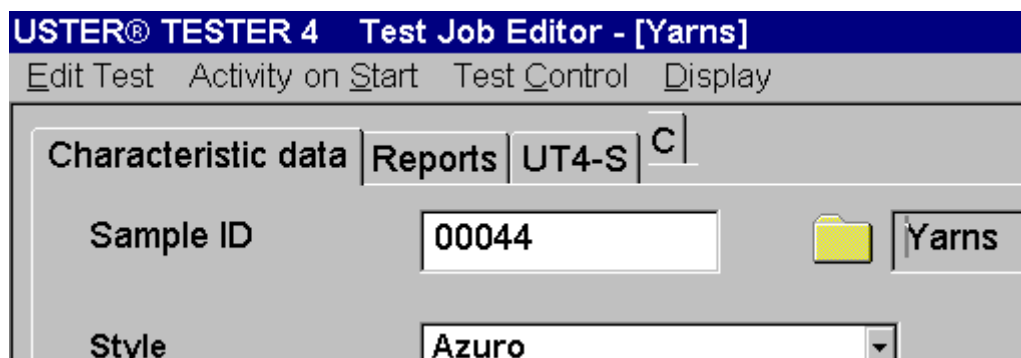 USTER® TESTER 4 Test Job Editor - [Yarns]
Edit Test Activity on Start Test Control Display
Characteristic data Reports UT4-S C
Sample ID 00044 Yarns
Style Azuro